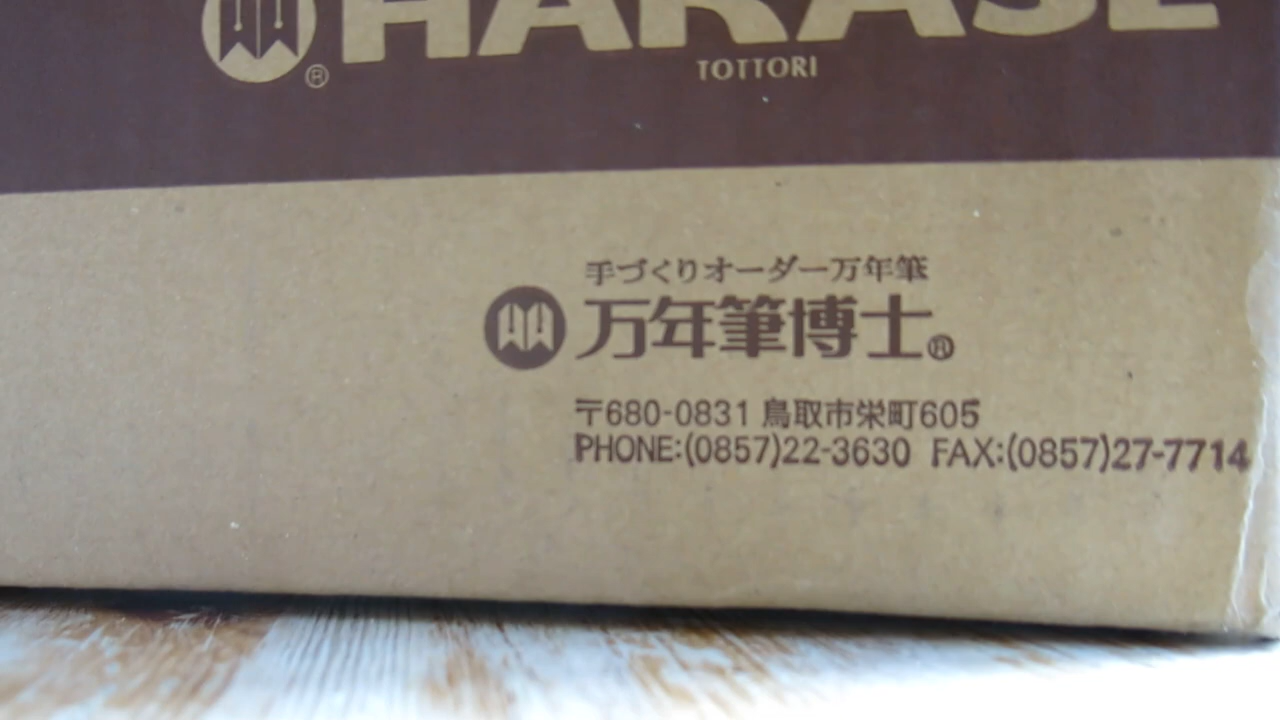 HARASE
®
TOTTORI
手づくりオーダー万年筆
万年筆博士®
〒680-0831 鳥取市栄町605
PHONE:(0857)22-3630 FAX:(0857)27-7714